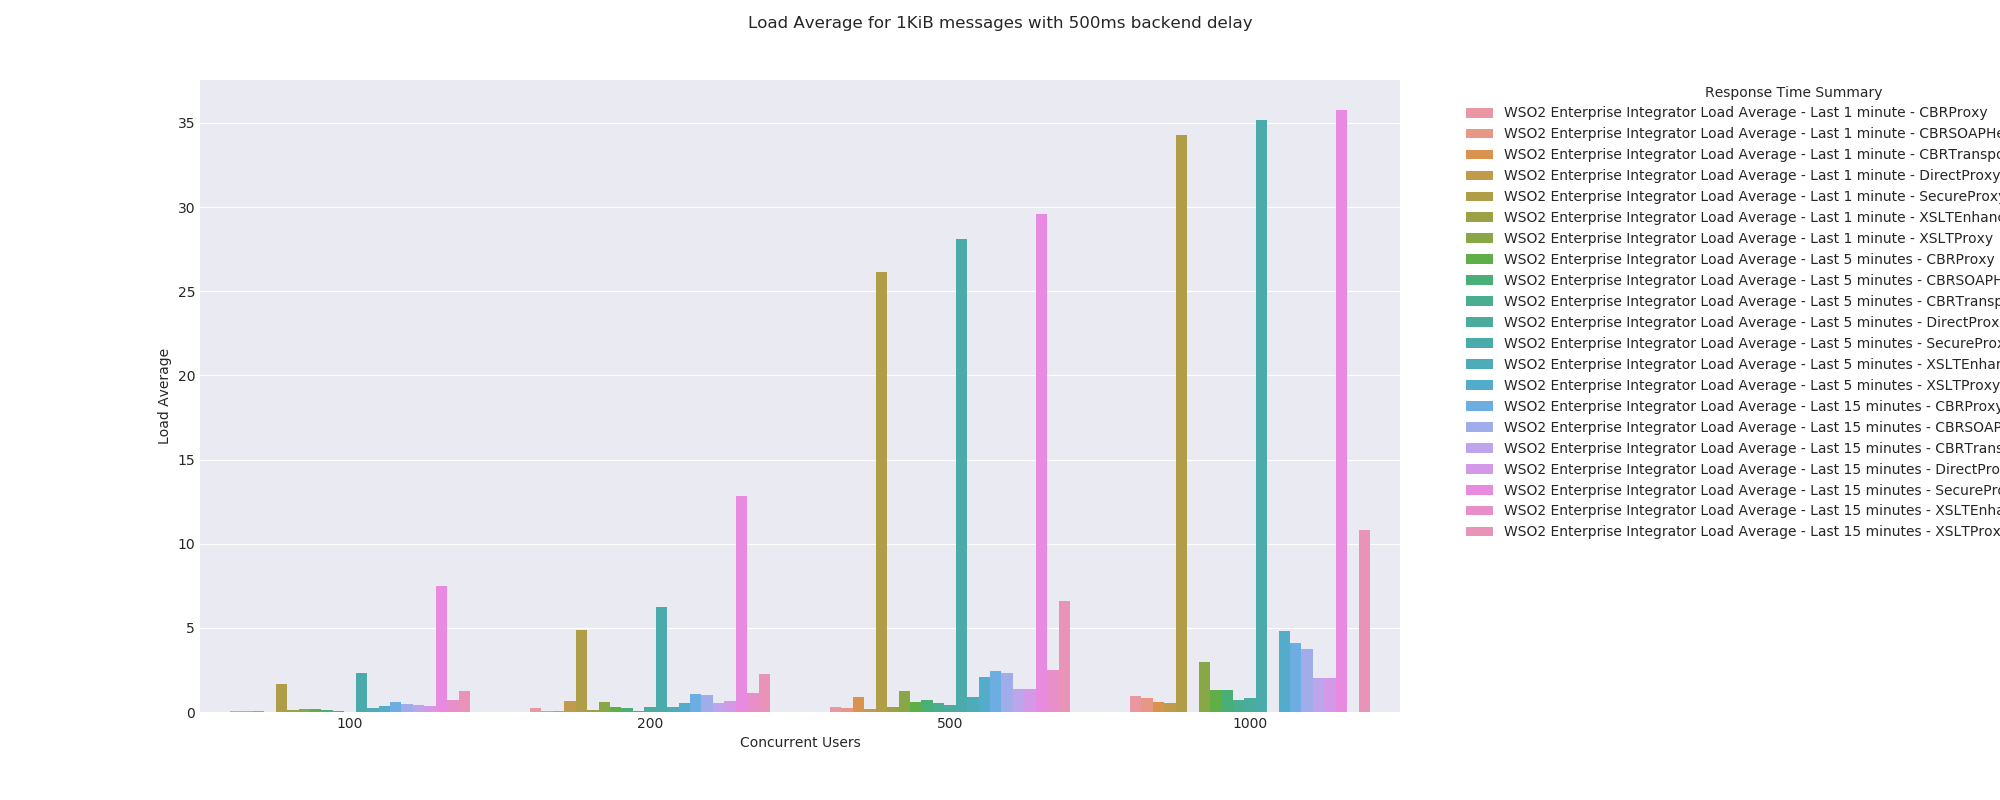 Load Average for 1KiB messages with 500ms backend delay
35
30
25
20
15
10
5
0
Load Average
100 200 500 1000
Concurrent Users
Response Time Summary
WSO2 Enterprise Integrator Load Average - Last 1 minute - CBRProxy
WSO2 Enterprise Integrator Load Average - Last 1 minute - CBRSOAPHe
WSO2 Enterprise Integrator Load Average - Last 1 minute - CBRTranspo
WSO2 Enterprise Integrator Load Average - Last 1 minute - DirectProxy
WSO2 Enterprise Integrator Load Average - Last 1 minute - SecureProxy
WSO2 Enterprise Integrator Load Average - Last 1 minute - XSLTEnhanc
WSO2 Enterprise Integrator Load Average - Last 1 minute - XSLTProxy
WSO2 Enterprise Integrator Load Average - Last 5 minutes - CBRProxy
WSO2 Enterprise Integrator Load Average - Last 5 minutes - CBRSOAPH
WSO2 Enterprise Integrator Load Average - Last 5 minutes - CBRTransp
WSO2 Enterprise Integrator Load Average - Last 5 minutes - DirectProx
WSO2 Enterprise Integrator Load Average - Last 5 minutes - SecureProx
WSO2 Enterprise Integrator Load Average - Last 5 minutes - XSLTEnhan
WSO2 Enterprise Integrator Load Average - Last 5 minutes - XSLTProxy
WSO2 Enterprise Integrator Load Average - Last 15 minutes - CBRProxy
WSO2 Enterprise Integrator Load Average - Last 15 minutes - CBRSOAP
WSO2 Enterprise Integrator Load Average - Last 15 minutes - CBRTrans
WSO2 Enterprise Integrator Load Average - Last 15 minutes - DirectPro
WSO2 Enterprise Integrator Load Average - Last 15 minutes - SecurePro
WSO2 Enterprise Integrator Load Average - Last 15 minutes - XSLTEnha
WSO2 Enterprise Integrator Load Average - Last 15 minutes - XSLTProx